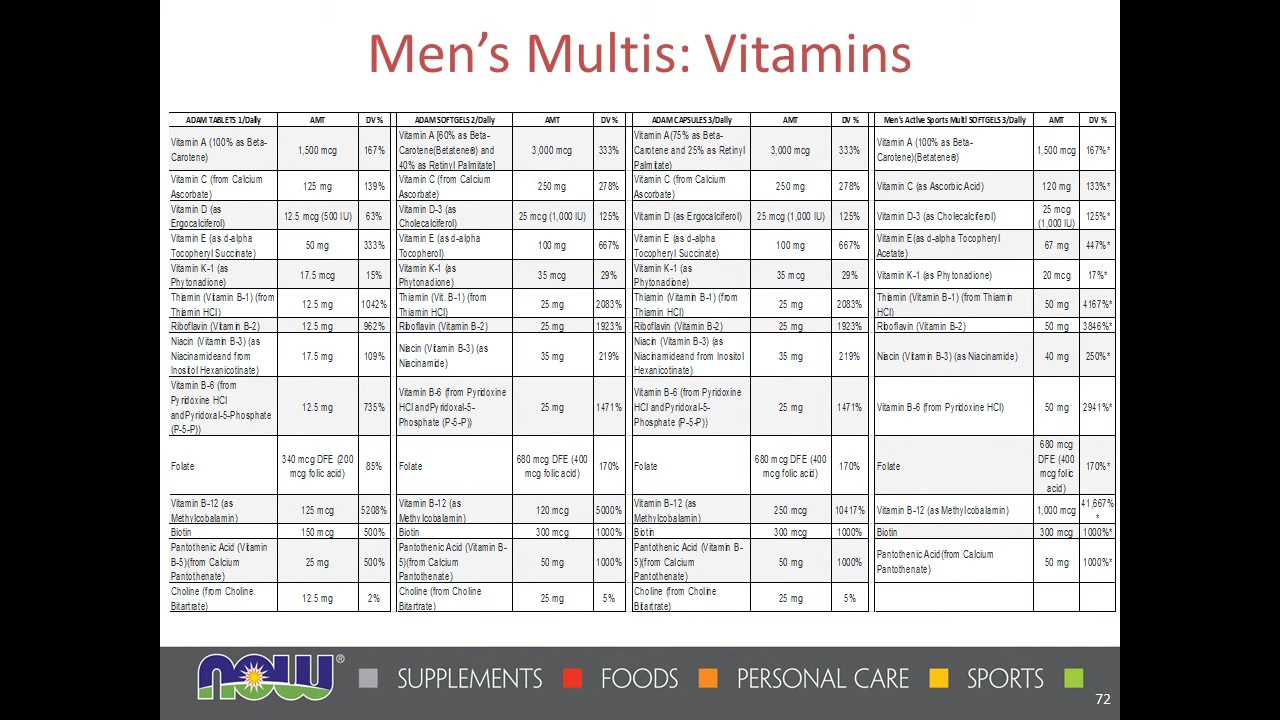 Men’s Multis: Vitamins
ADAM TABLETS 1/Daily AMT DV % ADAM SOFTGELS 2/Daily AMT DV % ADAM CAPSULES 3/Daily AMT DV % Men's Active Sports Multi SOFTGELS 3/Daily AMT DV %
Vitamin A (100% as Beta-Carotene) 1,500 mcg 167% Vitamin A [60% as Beta-Carotene(Betatene®) and 40% as Retinyl Palmitate] 3,000 mcg 333% Vitamin A(75% as Beta-Carotene and 25% as Retinyl Palmitate) 3,000 mcg 333% Vitamin A (100% as Beta-Carotene)(Betatene®) 1,500 mcg 167%*
Vitamin C (from Calcium Ascorbate) 125 mg 139% Vitamin C (from Calcium Ascorbate) 250 mg 278% Vitamin C (from Calcium Ascorbate) 250 mg 278% Vitamin C (as Ascorbic Acid) 120 mg 133%*
Vitamin D (as Ergocalciferol) 12.5 mcg (500 IU) 63% Vitamin D-3 (as Cholecalciferol) 25 mcg (1,000 IU) 125% Vitamin D (as Ergocalciferol) 25 mcg (1,000 IU) 125% Vitamin D-3 (as Cholecalciferol) 25 mcg (1,000 IU) 125%*
Vitamin E (as d-alpha Tocopheryl Succinate) 50 mg 333% Vitamin E (as d-alpha Tocopherol) 100 mg 667% Vitamin E (as d-alpha Tocopheryl Succinate) 100 mg 667% Vitamin E(as d-alpha Tocopheryl Acetate) 67 mg 447%*
Vitamin K-1 (as Phytonadione) 17.5 mcg 15% Vitamin K-1 (as Phytonadione) 35 mcg 29% Vitamin K-1 (as Phytonadione) 35 mcg 29% Vitamin K-1 (as Phytonadione) 20 mcg 17%*
Thiamin (Vitamin B-1) (from Thiamin HCl) 12.5 mg 1042% Thiamin (Vit. B-1) (from Thiamin HCl) 25 mg 2083% Thiamin (Vitamin B-1) (from Thiamin HCl) 25 mg 2083% Thiamin (Vitamin B-1) (from Thiamin HCl) 50 mg 4167%*
Riboflavin (Vitamin B-2) 12.5 mg 962% Riboflavin (Vitamin B-2) 25 mg 1923% Riboflavin (Vitamin B-2) 25 mg 1923% Riboflavin (Vitamin B-2) 50 mg 3846%*
Niacin (Vitamin B-3) (as Niacinamideand from Inositol Hexanicotinate) 17.5 mg 109% Niacin (Vitamin B-3) (as Niacinamide) 35 mg 219% Niacin (Vitamin B-3) (as Niacinamideand from Inositol Hexanicotinate) 35 mg 219% Niacin (Vitamin B-3) (as Niacinamide) 40 mg 250%*
Vitamin B-6 (from Pyridoxine HCl andPyridoxal-5-Phosphate (P-5-P)) 12.5 mg 735% Vitamin B-6 (from Pyridoxine HCl andPyridoxal-5-Phosphate (P-5-P)) 25 mg 1471% Vitamin B-6 (from Pyridoxine HCl andPyridoxal-5-Phosphate (P-5-P)) 25 mg 1471% Vitamin B-6 (from Pyridoxine HCl) 50 mg 2941%*
Folate 340 mcg DFE (200 mcg folic acid) 85% Folate 680 mcg DFE (400 mcg folic acid) 170% Folate 680 mcg DFE (400 mcg folic acid) 170% Folate 680 mcg DFE (400 mcg folic acid) 170%*
Vitamin B-12 (as Methylcobalamin) 125 mcg 5208% Vitamin B-12 (as Methylcobalamin) 120 mcg 5000% Vitamin B-12 (as Methylcobalamin) 250 mcg 10417% Vitamin B-12 (as Methylcobalamin) 1,000 mcg 41,667%*
Biotin 150 mcg 500% Biotin 300 mcg 1000% Biotin 300 mcg 1000% Biotin 300 mcg 1000%*
Pantothenic Acid (Vitamin B-5)(from Calcium Pantothenate) 25 mg 500% Pantothenic Acid (Vitamin B-5)(from Calcium Pantothenate) 50 mg 1000% Pantothenic Acid (Vitamin B-5)(from Calcium Pantothenate) 50 mg 1000% Pantothenic Acid(from Calcium Pantothenate) 50 mg 1000%*
Choline (from Choline Bitartrate) 12.5 mg 2% Choline (from Choline Bitartrate) 25 mg 5% Choline (from Choline Bitartrate) 25 mg 5%
NOW® SUPPLEMENTS FOODS PERSONAL CARE SPORTS
72